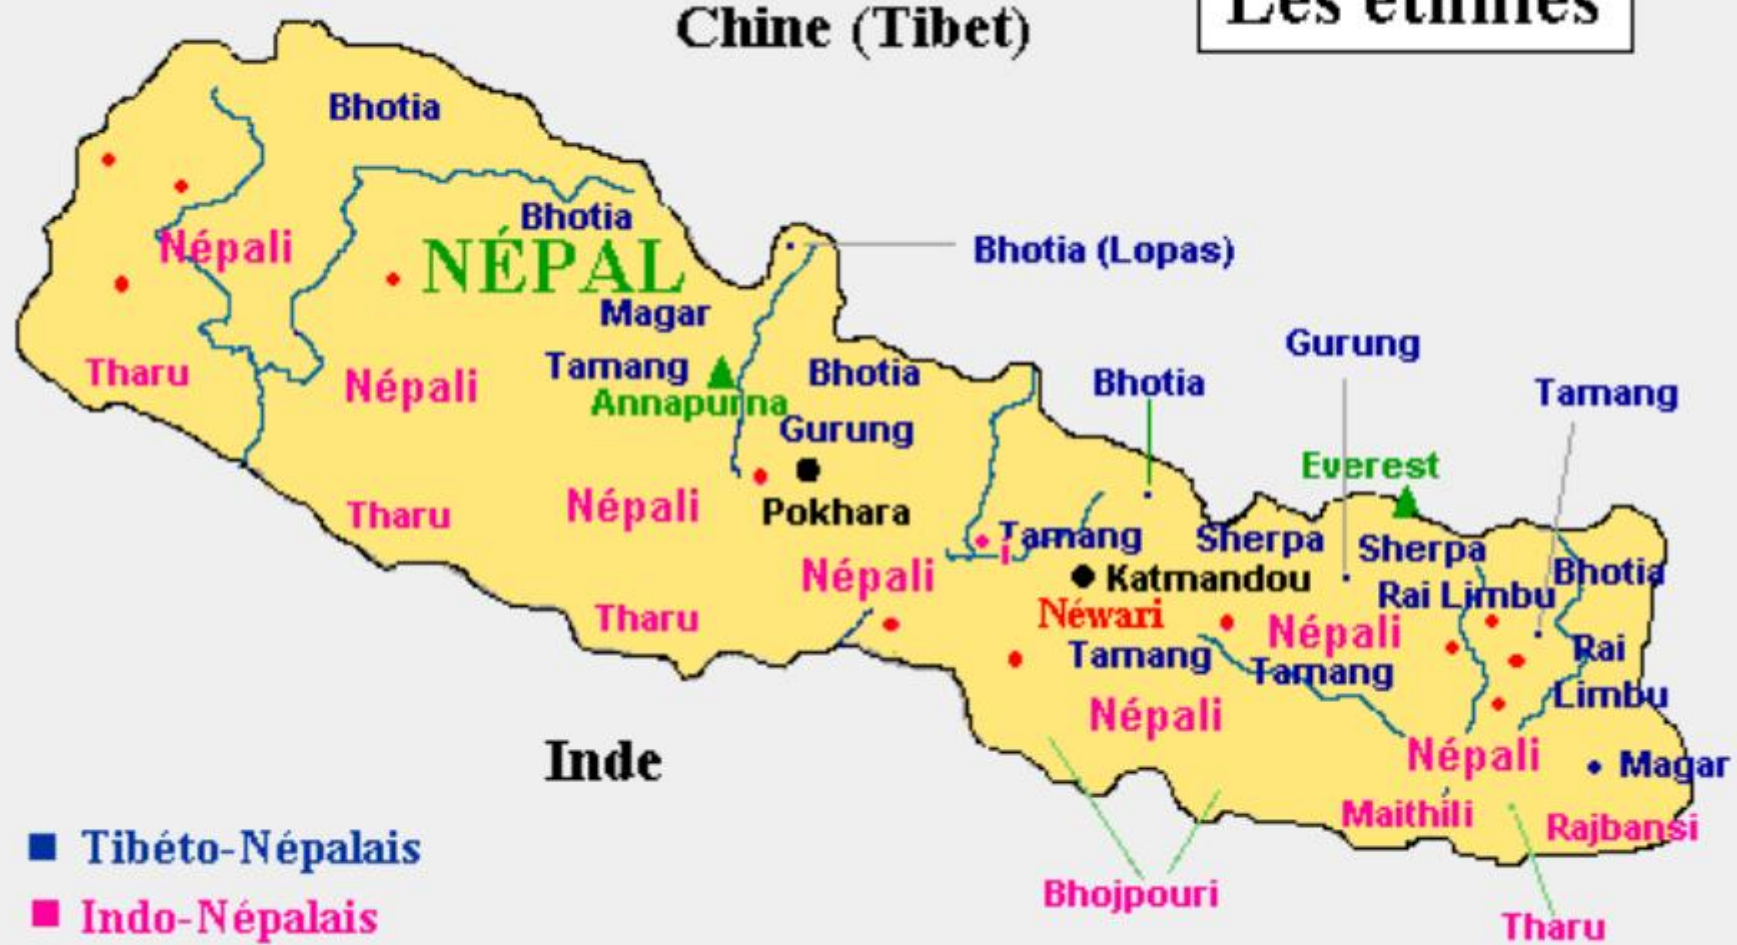 Chine (Tibet)
Les ethnies
Bhotia
Bhotia
Népali
NÉPAL
Bhotia (Lopas)
Magar
Gurung
Tharu
Népali
Tamang
Annapurna
Bhotia
Bhotia
Tamang
Gurung
Everest
Tharu
Népali
Pokhara
Tamang
i
Sherpa
Sherpa
Népali
Katmandou
Bhotia
Rai Limbu
Tharu
Néwari
Népali
Tamang
Tamang
Rai
Limbu
Népali
Inde
Népali
Magar
Maithili
Rajbansi
Tibéto-Népalais
Bhojpouri
Indo-Népalais
Tharu